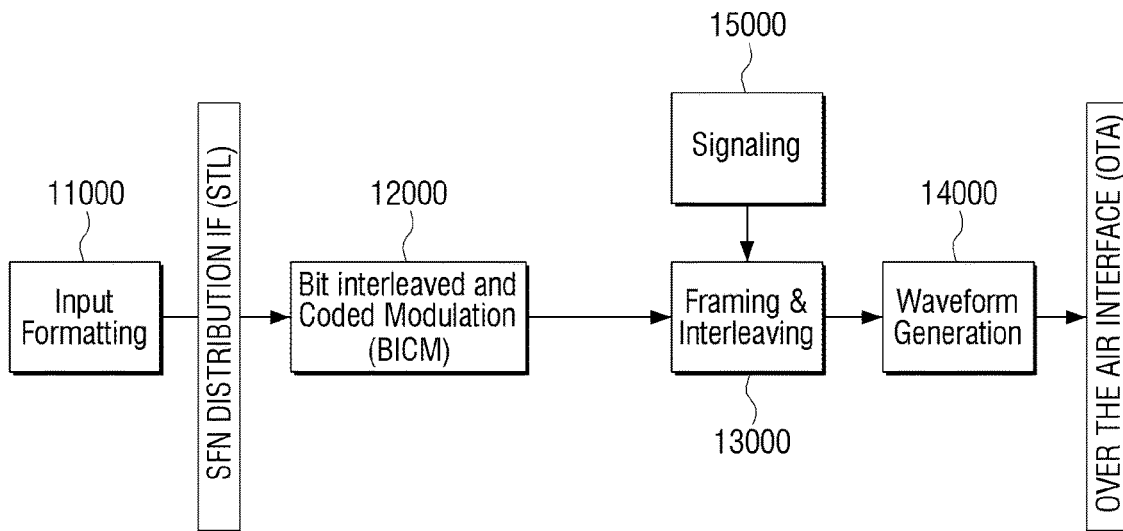 15000
Signaling
11000
Input
Formatting
SFN DISTRIBUTION IF (STL)
12000
Bit interleaved and
Coded Modulation
(BICM)
Framing &
Interleaving
13000
14000
Waveform
Generation
OVER THE AIR INTERFACE (OTA)